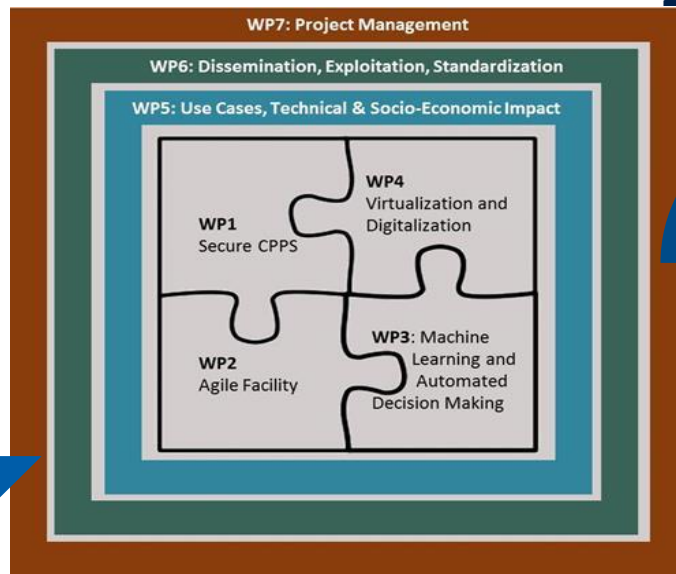 WP7: Project Management
WP6: Dissemination, Exploitation, Standardization
WP5: Use Cases, Technical & Socio-Economic Impact
WP1
Secure CPPS
WP4
Virtualization and
Digitalization
WP2
Agile Facility
WP3: Machine
Learning and
Automated
Decision Making